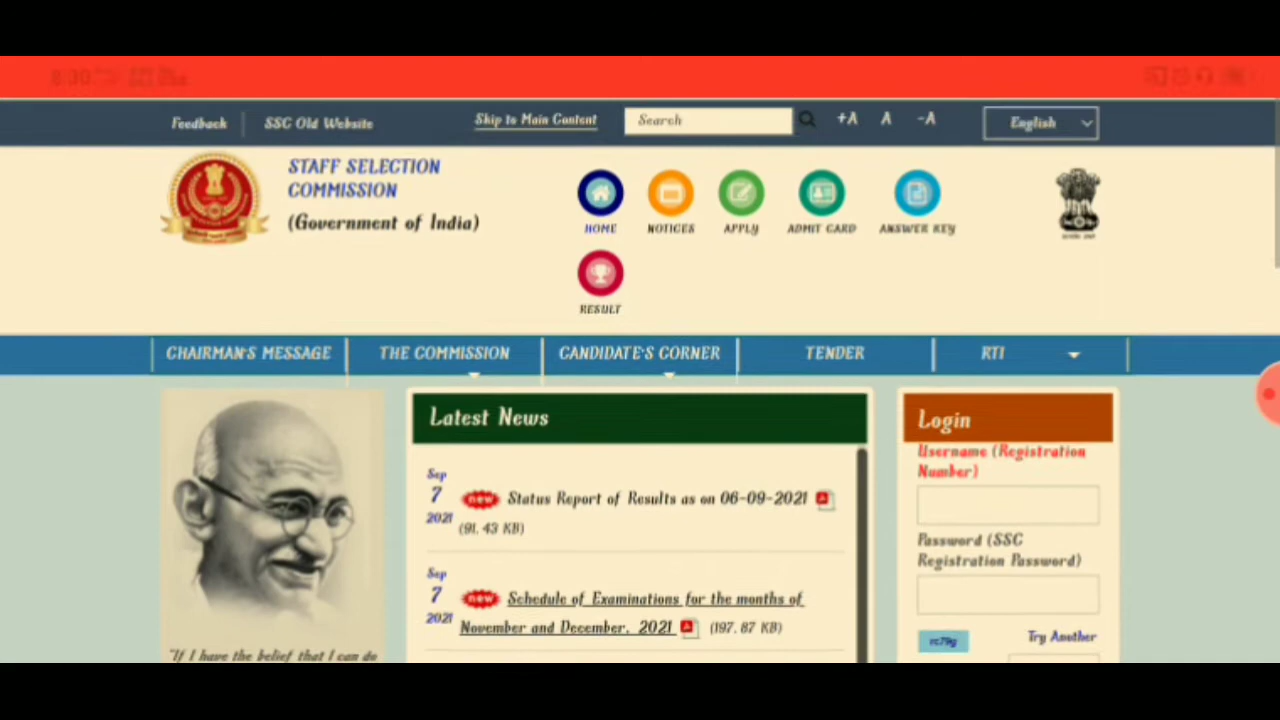 Feedback
SSC Old Website
Skip to Main Content
Search
+A
A
-A
English
STAFF SELECTION
COMMISSION
(Government of India)
HOME
NOTICES
APPLY
ADMIT CARD
ANSWER KEY
RESULT
CHAIRMAN'S MESSAGE
THE COMMISSION
CANDIDATE'S CORNER
TENDER
RTI
"If I have the belief that I can do
Latest News
Sep
7
2021
new Status Report of Results as on 06-09-2021
(91.43 KB)
Sep
7
2021
new Schedule of Examinations for the months of
November and December, 2021 (197.87 KB)
Login
Username (Registration
Number)
Password (SSC
Registration Password)
rc79g
Try Another